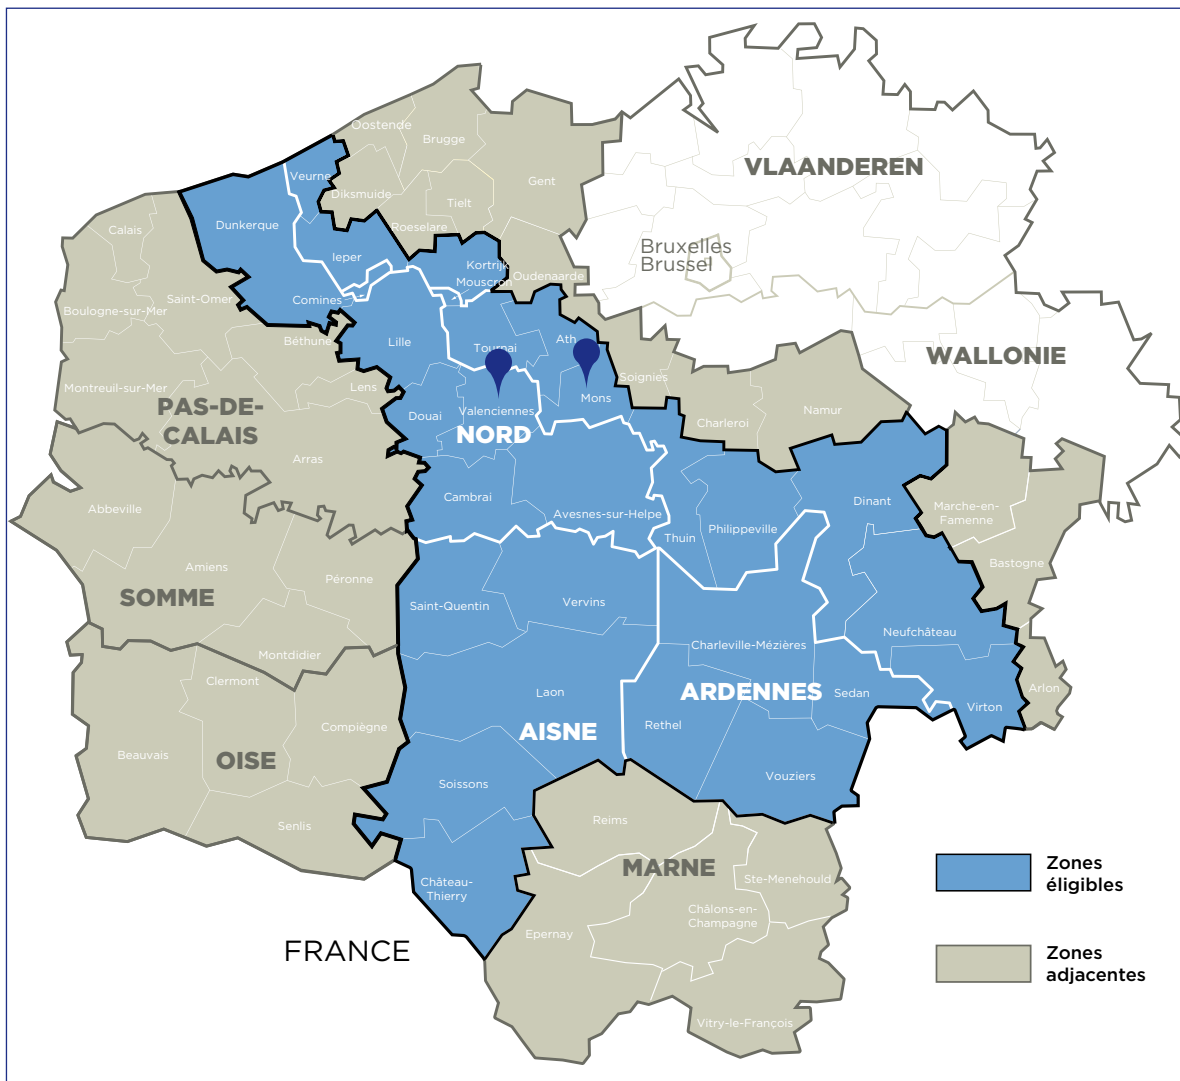 Oostende
Brugge
VLAANDEREN
Veurne
Diksmuide
Gent
Tielt
Dunkerque
Roeselare
Calais
Bruxelles
Brussel
Ieper
Kortrijk
Mouscron
Oudenaarde
Saint-Omer
Comines
Boulogne-sur-Mer
Béthune
Lille
Tournai
Ath
WALLONIE
Soignies
Montreuil-sur-Mer
Lens
PAS-DE-
CALAIS
Douai
Valenciennes
Mons
Namur
Charleroi
NORD
Arras
Cambrai
Dinant
Abbeville
Avesnes-sur-Helpe
Philippeville
Marche-en-
Famenne
Thuin
Bastogne
Amiens
Péronne
SOMME
Saint-Quentin
Vervins
Neufchâteau
Charleville-Mézières
Montdidier
Clermont
Laon
ARDENNES
Sedan
Arlon
Virton
Compiègne
Rethel
AISNE
Beauvais
OISE
Soissons
Vouziers
Senlis
Reims
MARNE
Zones
éligibles
Château-
Thierry
Ste-Menehould
Châlons-en-
Champagne
Epernay
FRANCE
Zones
adjacentes
Vitry-le-François